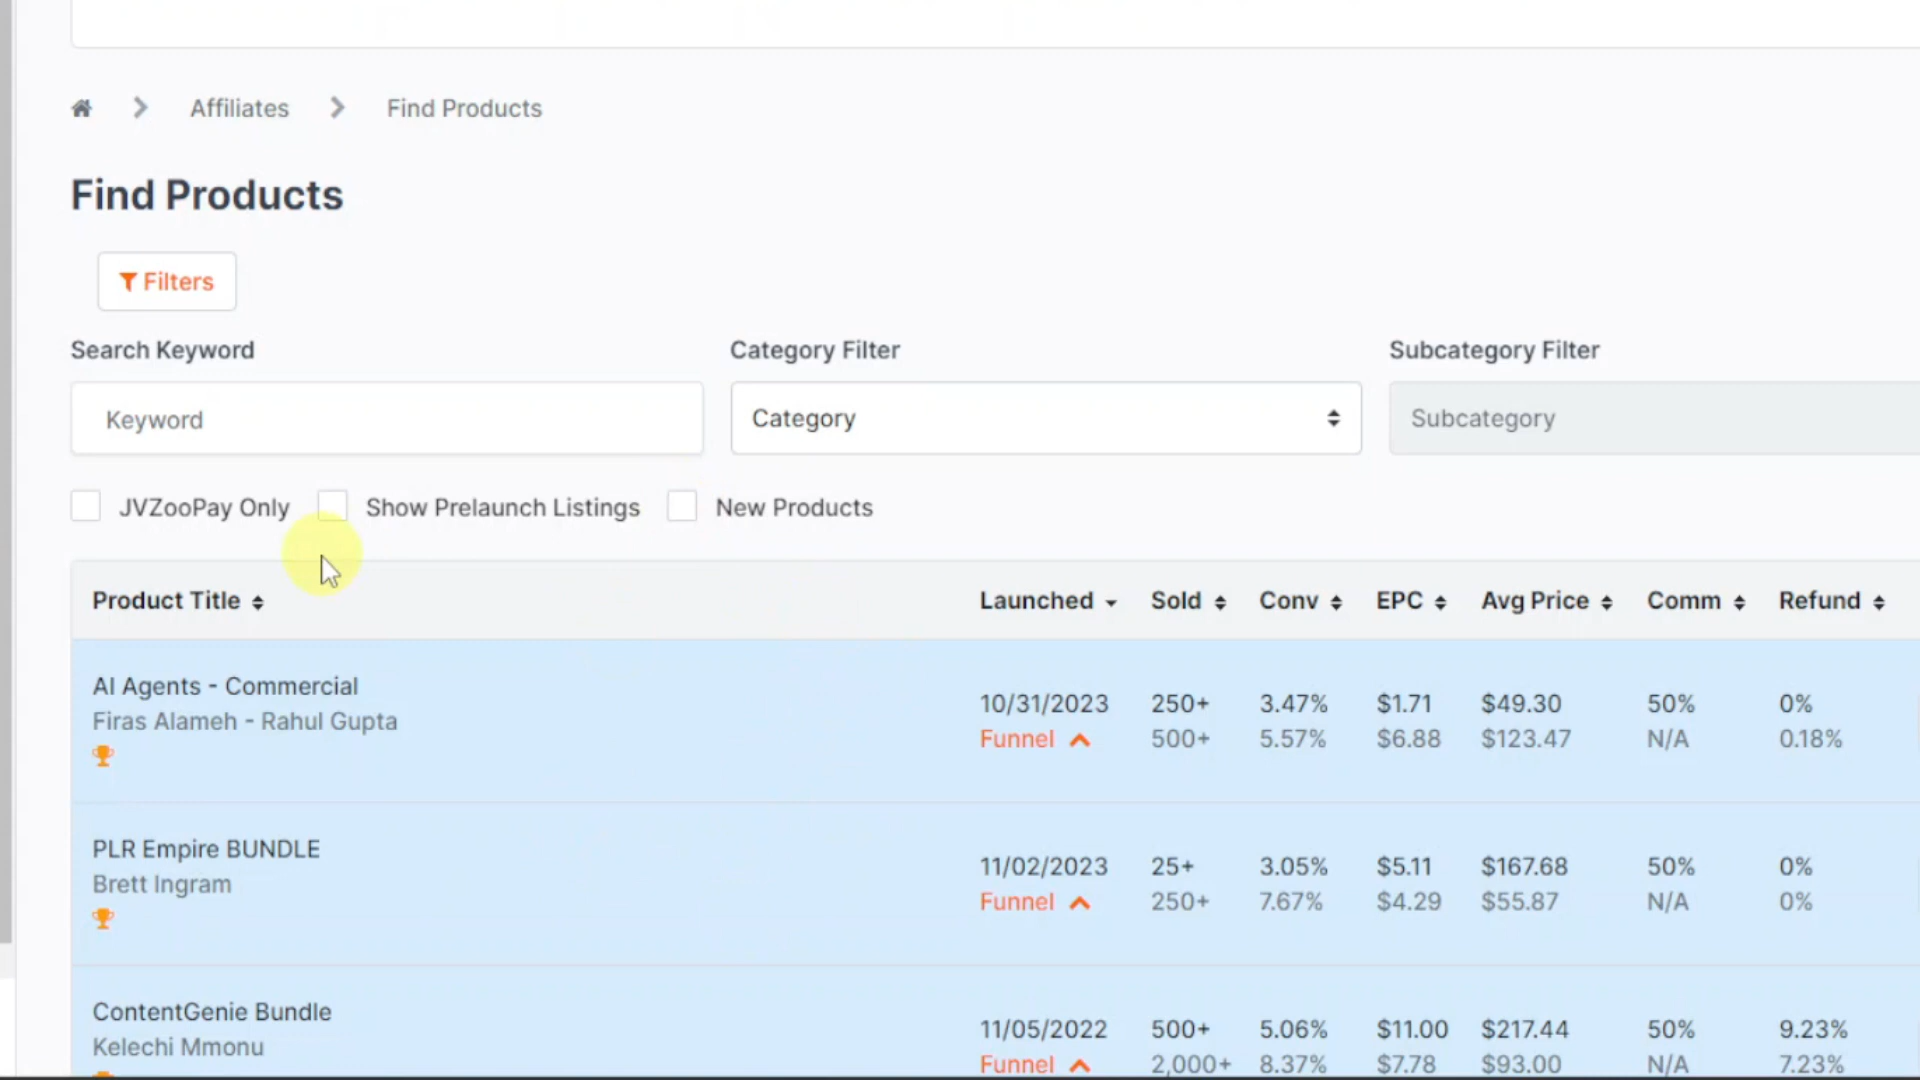 Affiliates Find Products
Find Products
Filters
Search Keyword Category Filter Subcategory Filter
Keyword Category Subcategory
JVZooPay Only Show Prelaunch Listings New Products
Product Title Launched Sold Conv EPC Avg Price Comm Refund
AI Agents - Commercial
Firas Alameh - Rahul Gupta
10/31/2023 250+ 3.47% $1.71 $49.30 50% 0%
Funnel 500+ 5.57% $6.88 $123.47 N/A 0.18%
PLR Empire BUNDLE
Brett Ingram
11/02/2023 25+ 3.05% $5.11 $167.68 50% 0%
Funnel 250+ 7.67% $4.29 $55.87 N/A 0%
ContentGenie Bundle
Kelechi Mmonu
11/05/2022 500+ 5.06% $11.00 $217.44 50% 9.23%
Funnel 2,000+ 8.37% $7.78 $93.00 N/A 7.23%